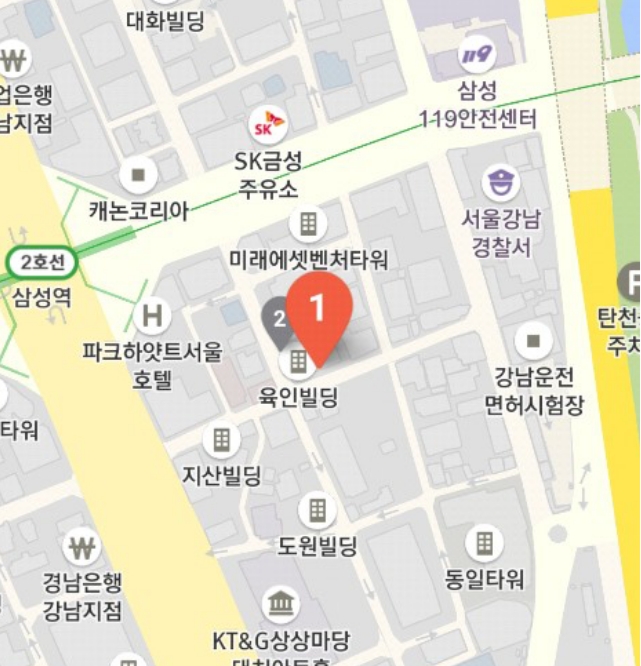 대화빌딩
119
삼성
119안전센터
업은행
남지점
SK
SK금성
주유소
캐논코리아
서울강남
경찰서
미래에셋벤처타워
2호선
삼성역
H
파크하얏트서울
호텔
2
1
P
탄천
주차
육인빌딩
강남운전
면허시험장
타워
지산빌딩
도원빌딩
동일타워
경남은행
강남지점
KT&G상상마당